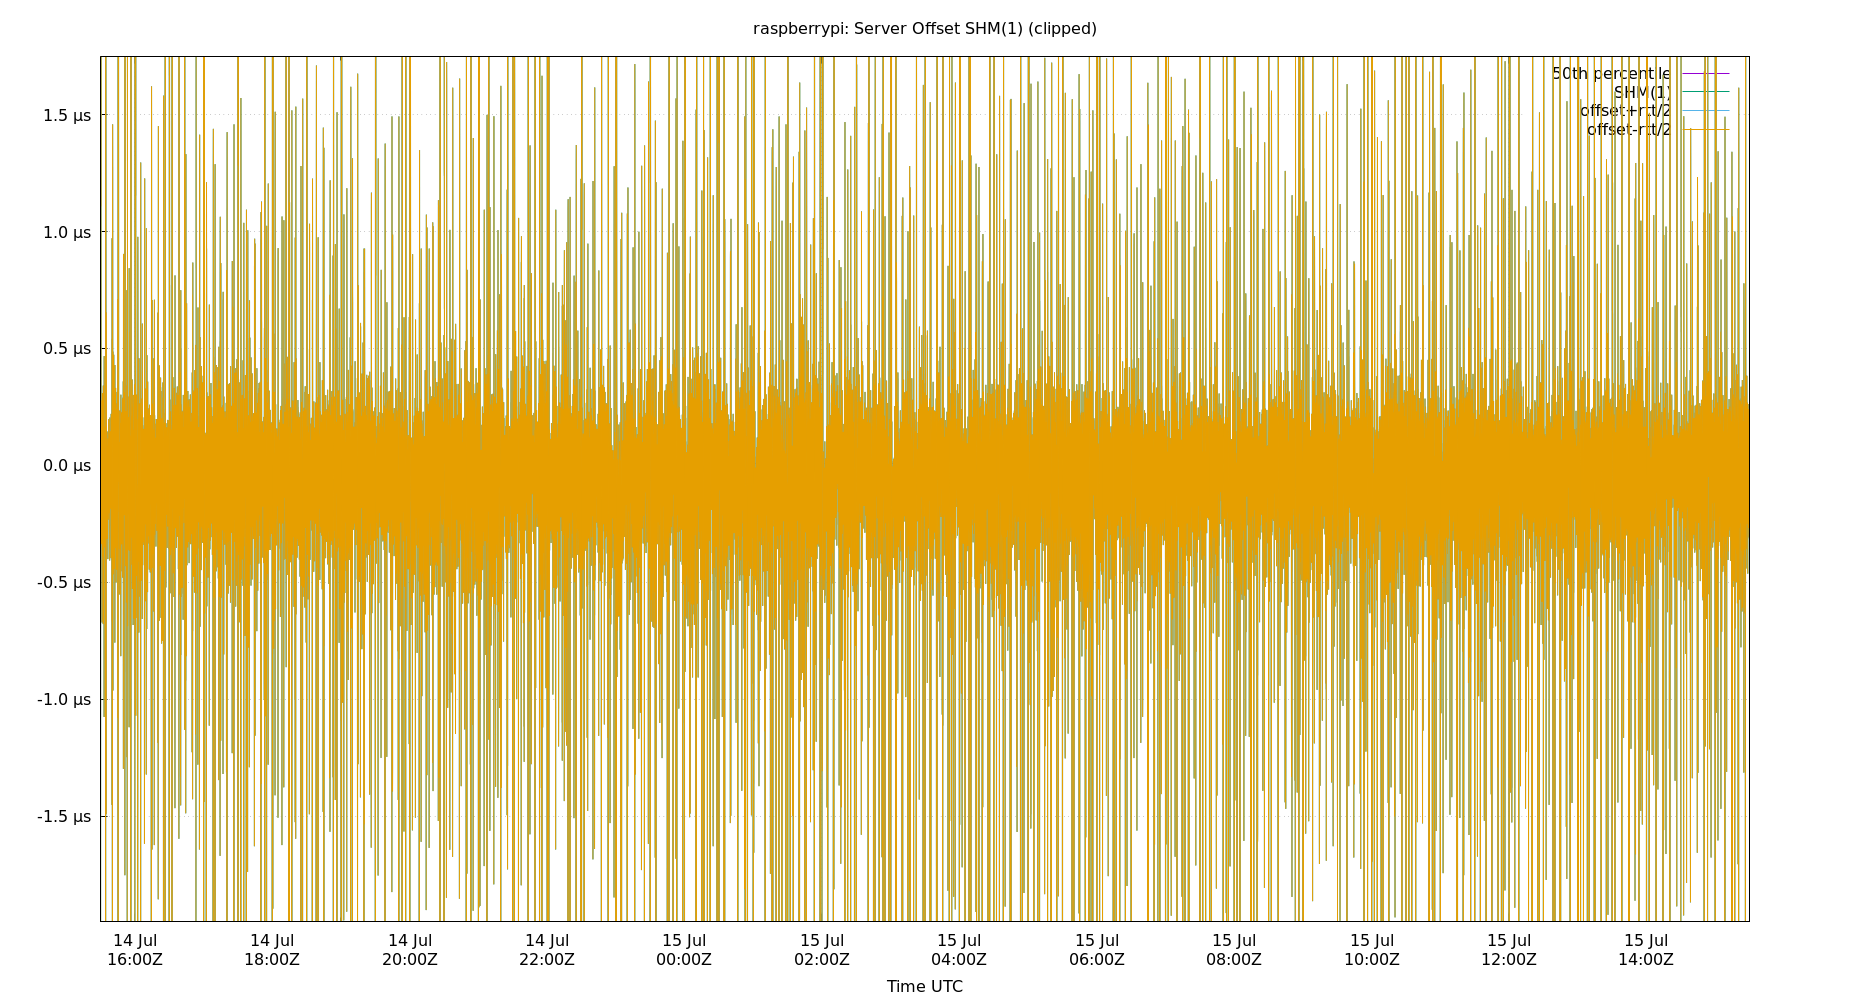 raspberrypi: Server Offset SHM(1) (clipped)
50th percentile
SHM(1)
offset+rtt/2
offset-rtt/2
1.5 µs
1.0 µs
0.5 µs
0.0 µs
-0.5 µs
-1.0 µs
-1.5 µs
14 Jul 14 Jul 14 Jul 14 Jul 15 Jul 15 Jul 15 Jul 15 Jul 15 Jul 15 Jul 15 Jul 15 Jul
16:00Z 18:00Z 20:00Z 22:00Z 00:00Z 02:00Z 04:00Z 06:00Z 08:00Z 10:00Z 12:00Z 14:00Z
Time UTC